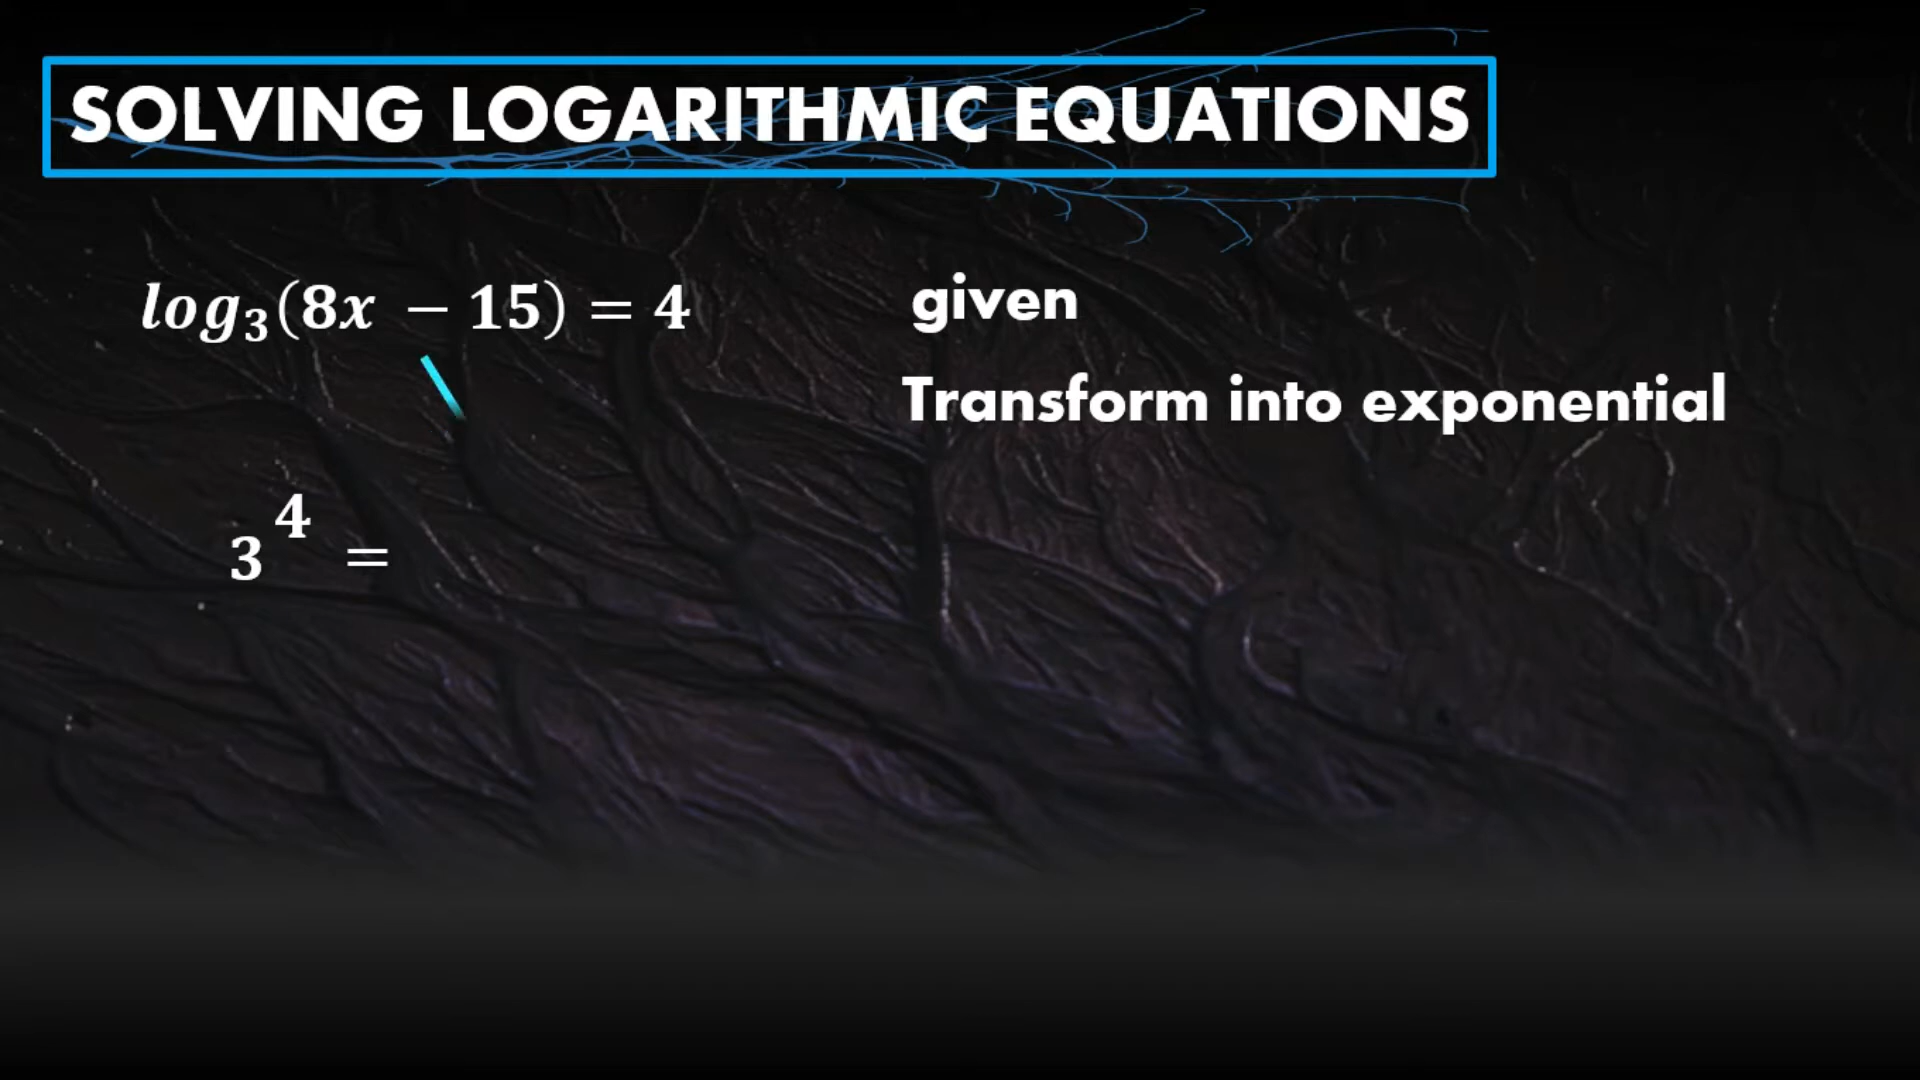 SOLVING LOGARITHMIC EQUATIONS
log₃(8x − 15) = 4
given
Transform into exponential
3⁴ =